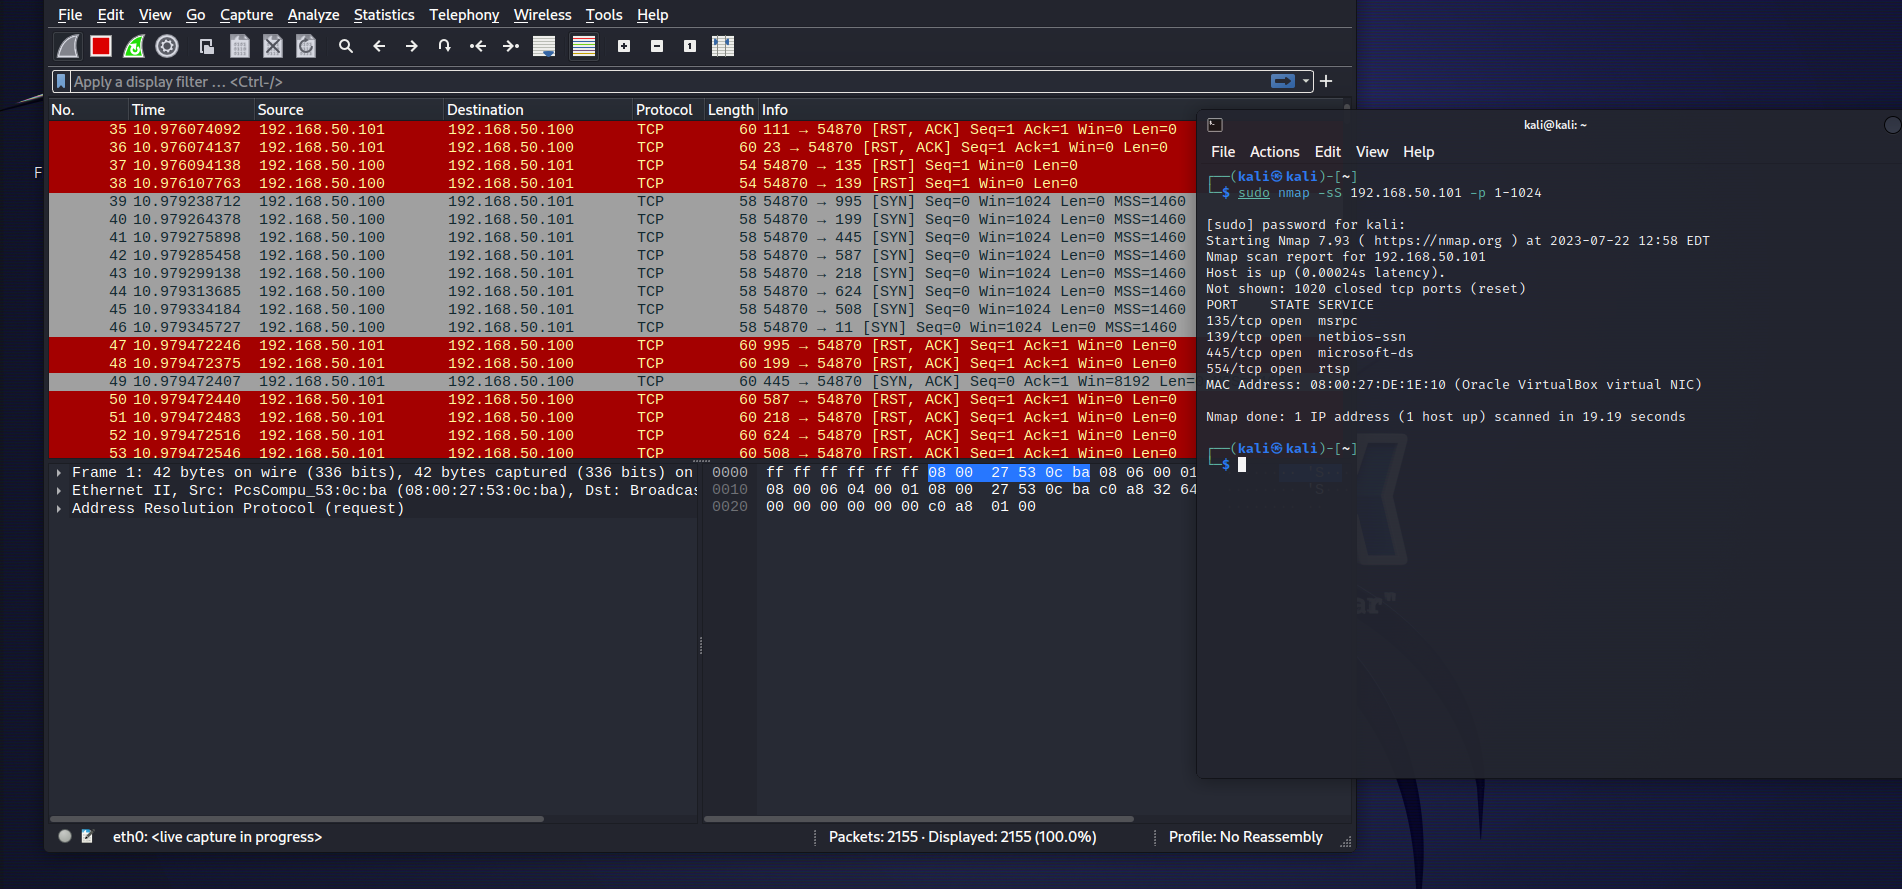 File Edit View Go Capture Analyze Statistics Telephony Wireless Tools Help
Apply a display filter … <Ctrl-/>
No. Time Source Destination Protocol Length Info
35 10.976074092 192.168.50.101 192.168.50.100 TCP 60 111 → 54870 [RST, ACK] Seq=1 Ack=1 Win=0 Len=0
36 10.976074137 192.168.50.101 192.168.50.100 TCP 60 23 → 54870 [RST, ACK] Seq=1 Ack=1 Win=0 Len=0
37 10.976094138 192.168.50.100 192.168.50.101 TCP 54 54870 → 135 [RST] Seq=1 Win=0 Len=0
38 10.976107763 192.168.50.100 192.168.50.101 TCP 54 54870 → 139 [RST] Seq=1 Win=0 Len=0
39 10.979238712 192.168.50.100 192.168.50.101 TCP 58 54870 → 995 [SYN] Seq=0 Win=1024 Len=0 MSS=1460
40 10.979264378 192.168.50.100 192.168.50.101 TCP 58 54870 → 199 [SYN] Seq=0 Win=1024 Len=0 MSS=1460
41 10.979275898 192.168.50.100 192.168.50.101 TCP 58 54870 → 445 [SYN] Seq=0 Win=1024 Len=0 MSS=1460
42 10.979285458 192.168.50.100 192.168.50.101 TCP 58 54870 → 587 [SYN] Seq=0 Win=1024 Len=0 MSS=1460
43 10.979299138 192.168.50.100 192.168.50.101 TCP 58 54870 → 218 [SYN] Seq=0 Win=1024 Len=0 MSS=1460
44 10.979313685 192.168.50.100 192.168.50.101 TCP 58 54870 → 624 [SYN] Seq=0 Win=1024 Len=0 MSS=1460
45 10.979334184 192.168.50.100 192.168.50.101 TCP 58 54870 → 508 [SYN] Seq=0 Win=1024 Len=0 MSS=1460
46 10.979345727 192.168.50.100 192.168.50.101 TCP 58 54870 → 11 [SYN] Seq=0 Win=1024 Len=0 MSS=1460
47 10.979472246 192.168.50.101 192.168.50.100 TCP 60 995 → 54870 [RST, ACK] Seq=1 Ack=1 Win=0 Len=0
48 10.979472375 192.168.50.101 192.168.50.100 TCP 60 199 → 54870 [RST, ACK] Seq=1 Ack=1 Win=0 Len=0
49 10.979472407 192.168.50.101 192.168.50.100 TCP 60 445 → 54870 [SYN, ACK] Seq=0 Ack=1 Win=8192 Len=
50 10.979472440 192.168.50.101 192.168.50.100 TCP 60 587 → 54870 [RST, ACK] Seq=1 Ack=1 Win=0 Len=0
51 10.979472483 192.168.50.101 192.168.50.100 TCP 60 218 → 54870 [RST, ACK] Seq=1 Ack=1 Win=0 Len=0
52 10.979472516 192.168.50.101 192.168.50.100 TCP 60 624 → 54870 [RST, ACK] Seq=1 Ack=1 Win=0 Len=0
53 10.979472546 192.168.50.101 192.168.50.100 TCP 60 508 → 54870 [RST, ACK] Seq=1 Ack=1 Win=0 Len=0
Frame 1: 42 bytes on wire (336 bits), 42 bytes captured (336 bits) on
Ethernet II, Src: PcsCompu_53:0c:ba (08:00:27:53:0c:ba), Dst: Broadcas
Address Resolution Protocol (request)
0000 ff ff ff ff ff ff 08 00 27 53 0c ba 08 06 00 01
0010 08 00 06 04 00 01 08 00 27 53 0c ba c0 a8 32 64
0020 00 00 00 00 00 00 c0 a8 01 00
eth0: <live capture in progress>
Packets: 2155 · Displayed: 2155 (100.0%)
Profile: No Reassembly
F
kali@kali: ~
File Actions Edit View Help
┌──(kali㉿kali)-[~]
└─$ sudo nmap -sS 192.168.50.101 -p 1-1024
[sudo] password for kali:
Starting Nmap 7.93 ( https://nmap.org ) at 2023-07-22 12:58 EDT
Nmap scan report for 192.168.50.101
Host is up (0.00024s latency).
Not shown: 1020 closed tcp ports (reset)
PORT STATE SERVICE
135/tcp open msrpc
139/tcp open netbios-ssn
445/tcp open microsoft-ds
554/tcp open rtsp
MAC Address: 08:00:27:DE:1E:10 (Oracle VirtualBox virtual NIC)
Nmap done: 1 IP address (1 host up) scanned in 19.19 seconds
┌──(kali㉿kali)-[~]
└─$
ar"